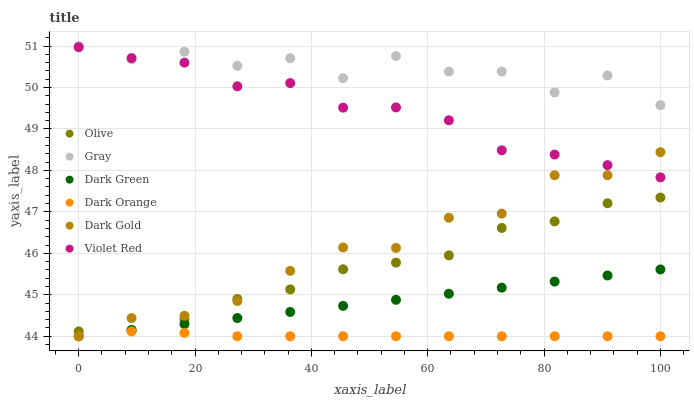 title
51
50
49
48
47
46
45
44
yaxis_label
Olive
Gray
Dark Green
Dark Orange
Dark Gold
Violet Red
0 20 40 60 80 100
xaxis_label